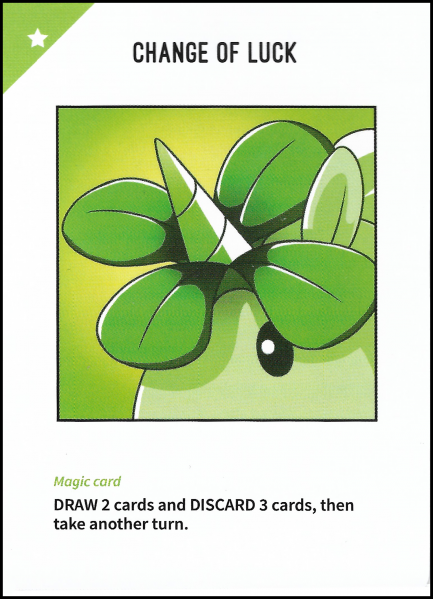 CHANGE OF LUCK
Magic card
DRAW 2 cards and DISCARD 3 cards, then
take another turn.